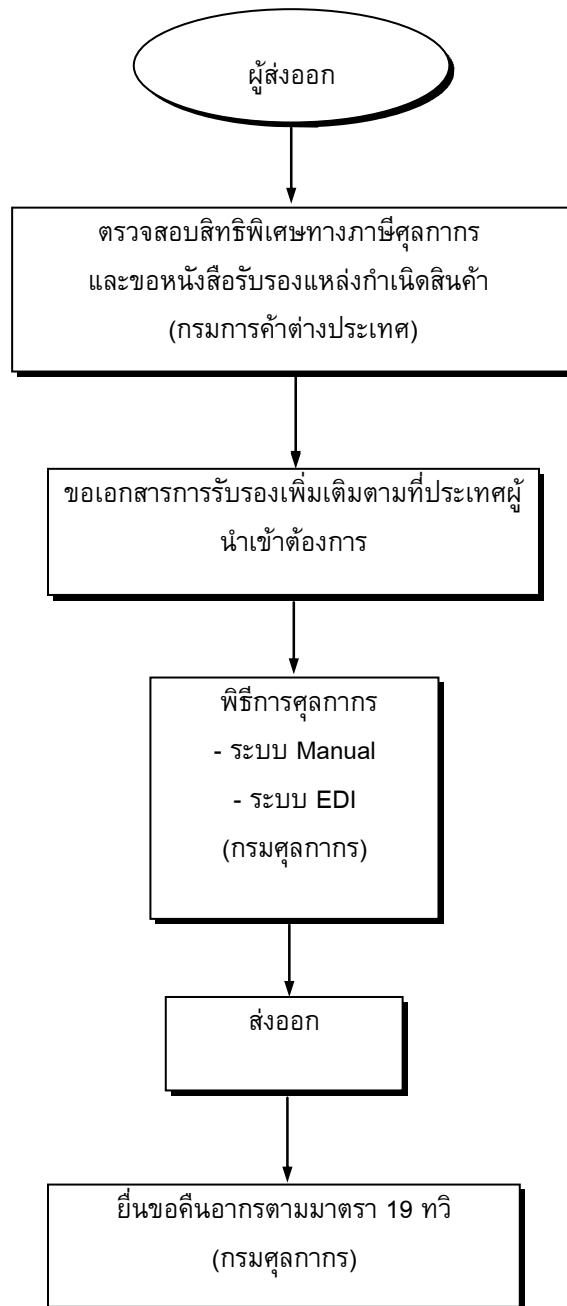 ผู้ส่งออก
ตรวจสอบสิทธิพิเศษทางภาษีศุลกากร
และขอหนังสือรับรองแหล่งกำเนิดสินค้า
(กรมการค้าต่างประเทศ)
ขอเอกสารการรับรองเพิ่มเติมตามที่ประเทศผู้
นำเข้าต้องการ
พิธีการศุลกากร
- ระบบ Manual
- ระบบ EDI
(กรมศุลกากร)
ส่งออก
ยื่นขอคืนอากรตามมาตรา 19 ทวิ
(กรมศุลกากร)